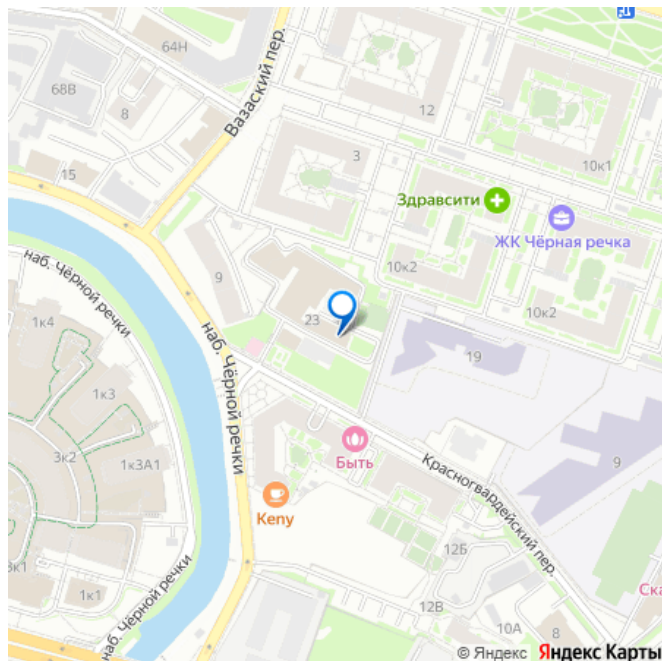 64Н
68В
8
Вазаский пер.
12
3
10к1
15
Здравсити
ЖК Чёрная речка
10к2
9
наб. Чёрной речки
1к4
23
10к2
наб. Чёрной речки
19
1к3
3к2
1к3А1
Быть
Красногвардейский пер.
9
Keny
12Б
3к1
1к1
наб. Чёрной речки
12В
10А
8
Ска
© Яндекс Яндекс Карты